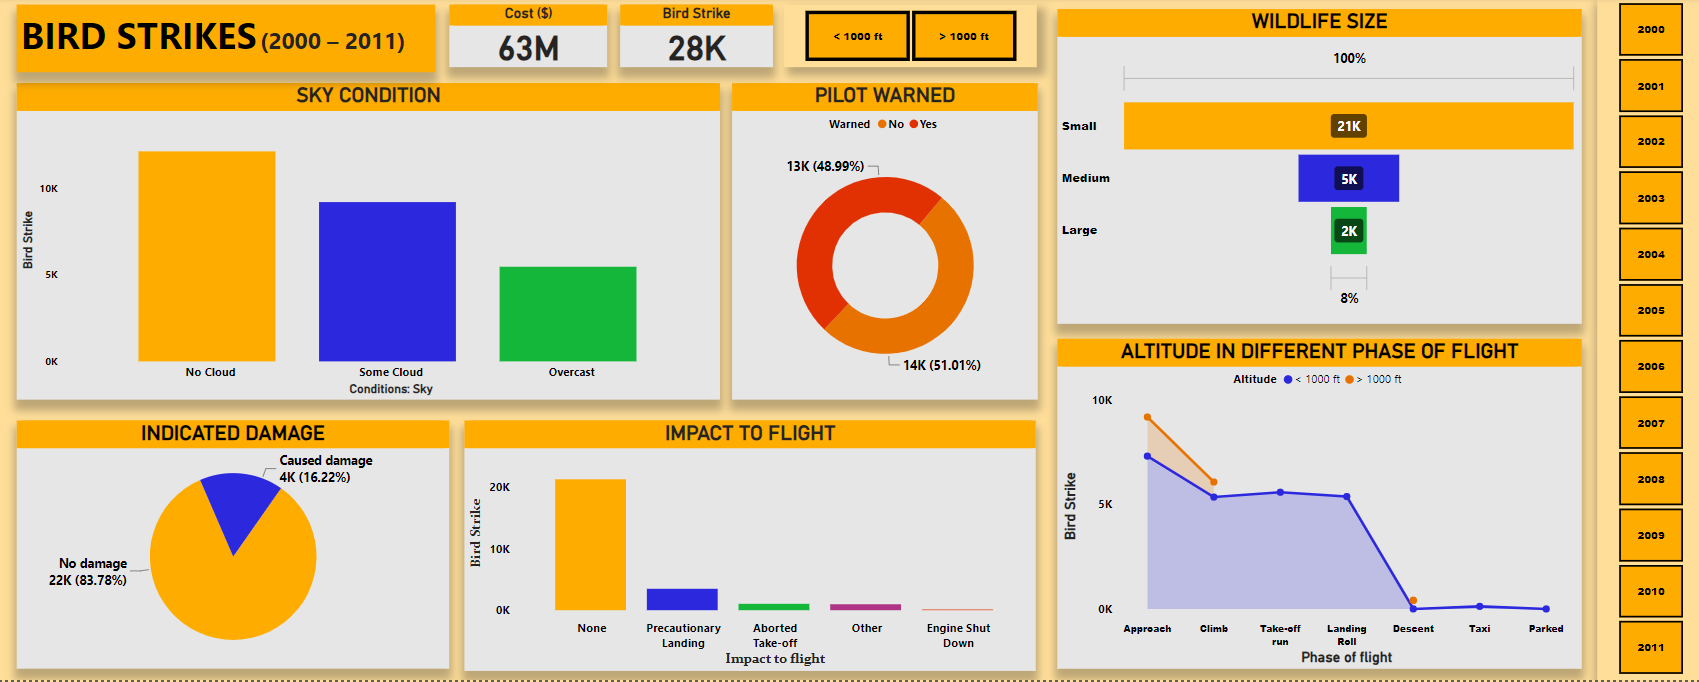 BIRD STRIKES (2000 – 2011)
Cost ($)
63M
Bird Strike
28K
< 1000 ft
> 1000 ft
SKY CONDITION
Bird Strike
10K
5K
0K
No Cloud
Some Cloud
Overcast
Conditions: Sky
PILOT WARNED
Warned
No
Yes
13K (48.99%)
14K (51.01%)
WILDLIFE SIZE
100%
Small
21K
Medium
5K
Large
2K
8%
INDICATED DAMAGE
Caused damage
4K (16.22%)
No damage
22K (83.78%)
IMPACT TO FLIGHT
Bird Strike
20K
10K
0K
None
Precautionary
Landing
Aborted
Take-off
Other
Engine Shut
Down
Impact to flight
ALTITUDE IN DIFFERENT PHASE OF FLIGHT
Altitude
< 1000 ft
> 1000 ft
Bird Strike
10K
5K
0K
Approach
Climb
Take-off
run
Landing
Roll
Descent
Taxi
Parked
Phase of flight
2000
2001
2002
2003
2004
2005
2006
2007
2008
2009
2010
2011